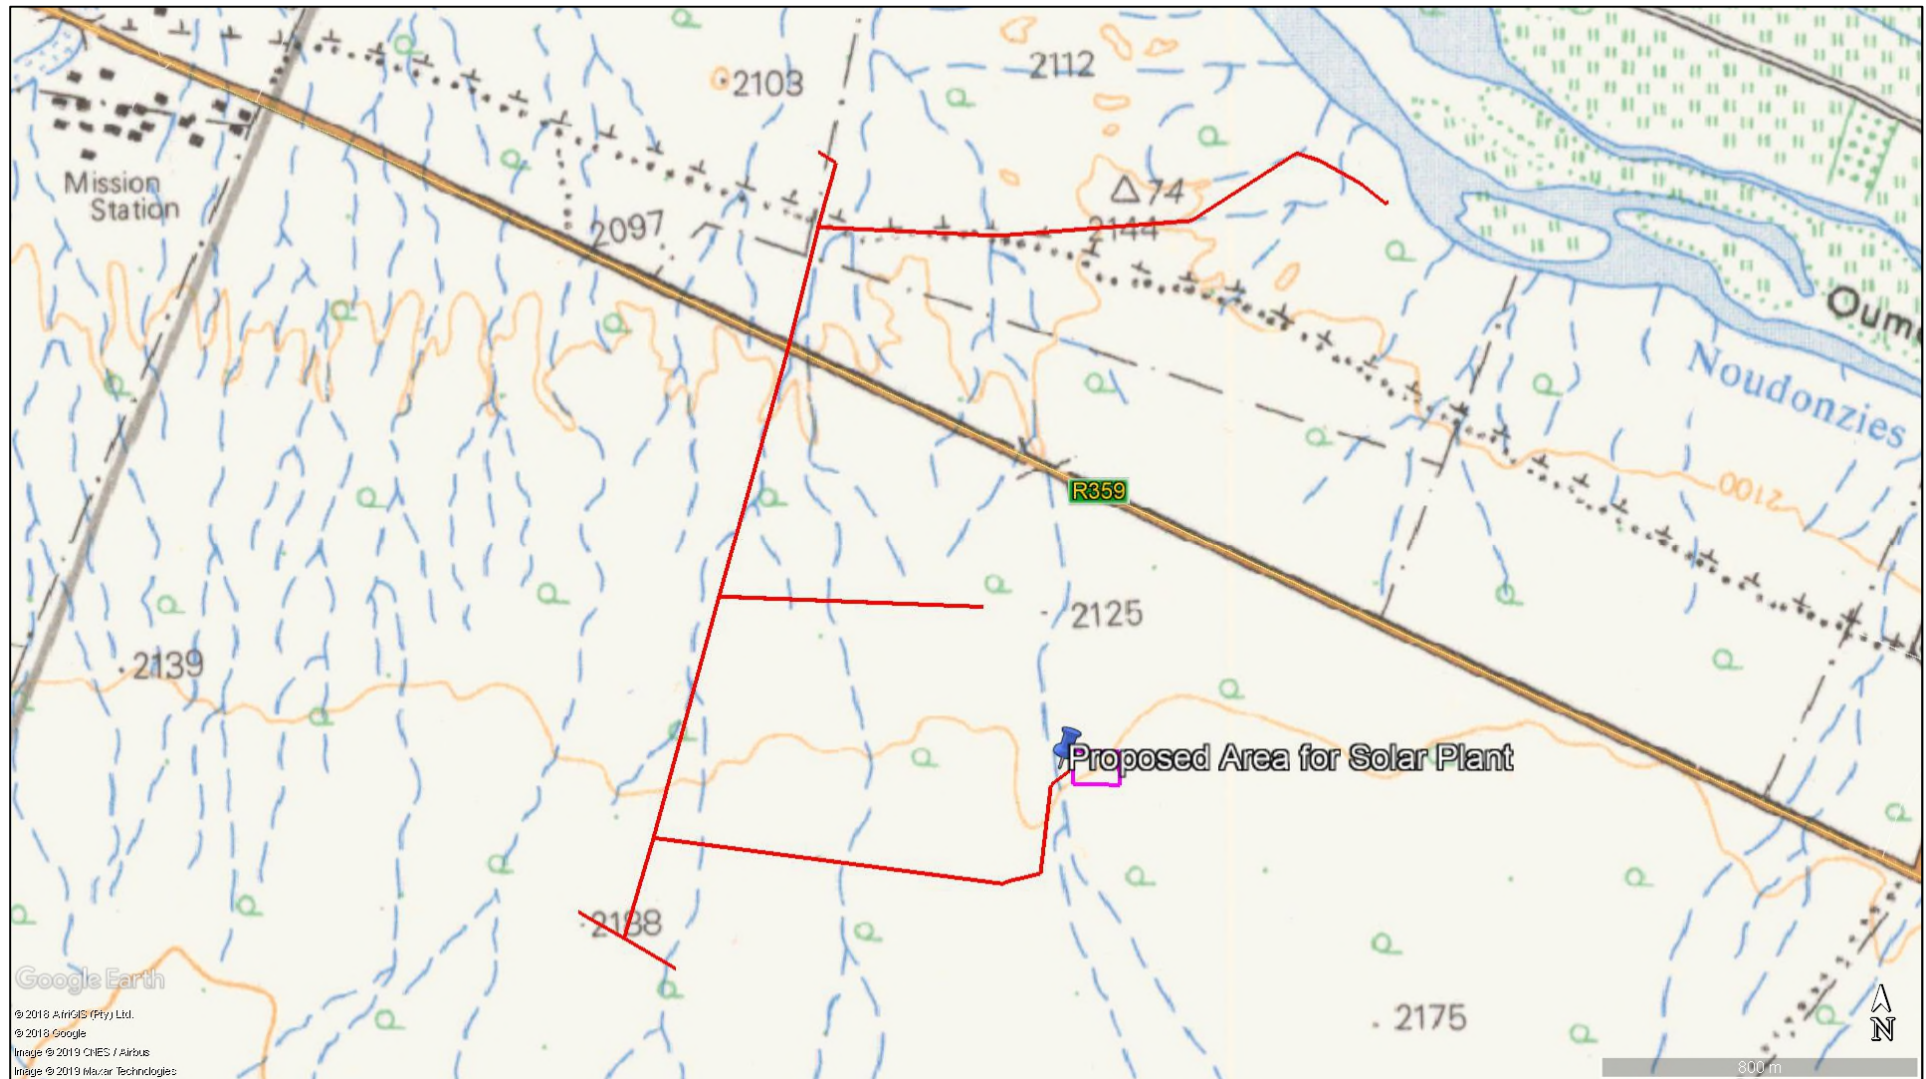 2103
2112
Mission
Station
74
2144
2097
Oum
Noudonzies
2100
R359
2125
2139
Proposed Area for Solar Plant
2188
2175
Google Earth
© 2018 AfriGIS (Pty) Ltd.
© 2018 Google
Image © 2019 CNES / Airbus
Image © 2019 Maxar Technologies
N
800 m